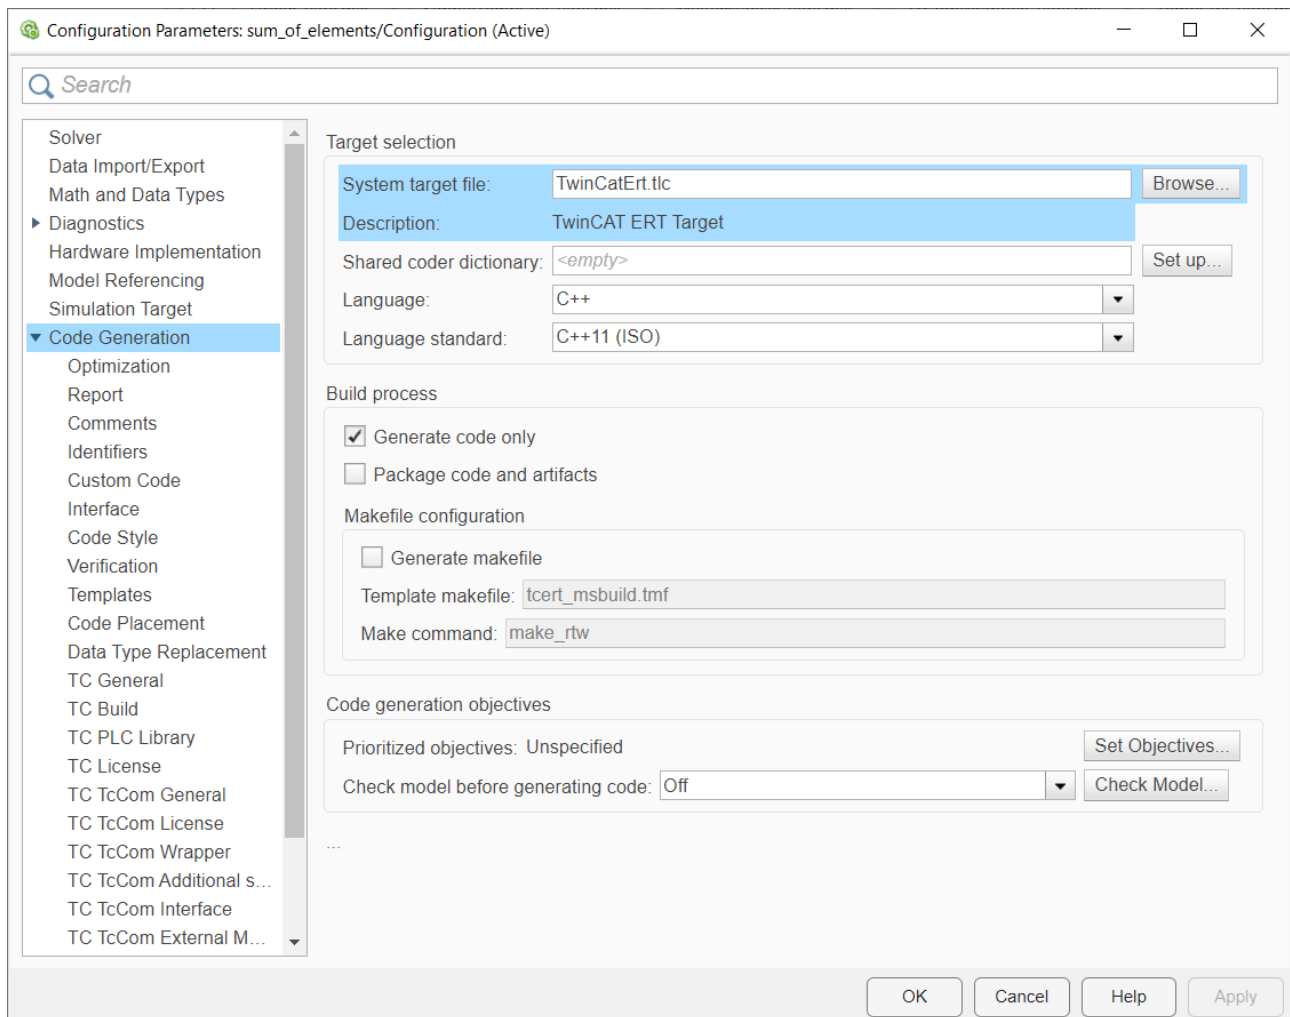 Configuration Parameters: sum_of_elements/Configuration (Active)
Search
Solver
Data Import/Export
Math and Data Types
Diagnostics
Hardware Implementation
Model Referencing
Simulation Target
Code Generation
Optimization
Report
Comments
Identifiers
Custom Code
Interface
Code Style
Verification
Templates
Code Placement
Data Type Replacement
TC General
TC Build
TC PLC Library
TC License
TC TcCom General
TC TcCom License
TC TcCom Wrapper
TC TcCom Additional s...
TC TcCom Interface
TC TcCom External M...
Target selection
System target file: TwinCatErt.tlc Browse...
Description: TwinCAT ERT Target
Shared coder dictionary: <empty> Set up...
Language: C++
Language standard: C++11 (ISO)
Build process
Generate code only
Package code and artifacts
Makefile configuration
Generate makefile
Template makefile: tcert_msbuild.tmf
Make command: make_rtw
Code generation objectives
Prioritized objectives: Unspecified Set Objectives...
Check model before generating code: Off Check Model...
...
OK Cancel Help Apply